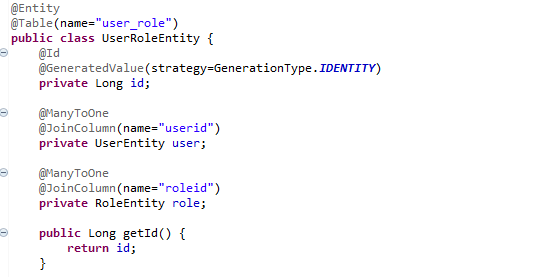 @Entity
@Table(name="user_role")
public class UserRoleEntity {
@Id
@GeneratedValue(strategy=GenerationType.IDENTITY)
private Long id;
@ManyToOne
@JoinColumn(name="userid")
private UserEntity user;
@ManyToOne
@JoinColumn(name="roleid")
private RoleEntity role;
public Long getId() {
return id;
}